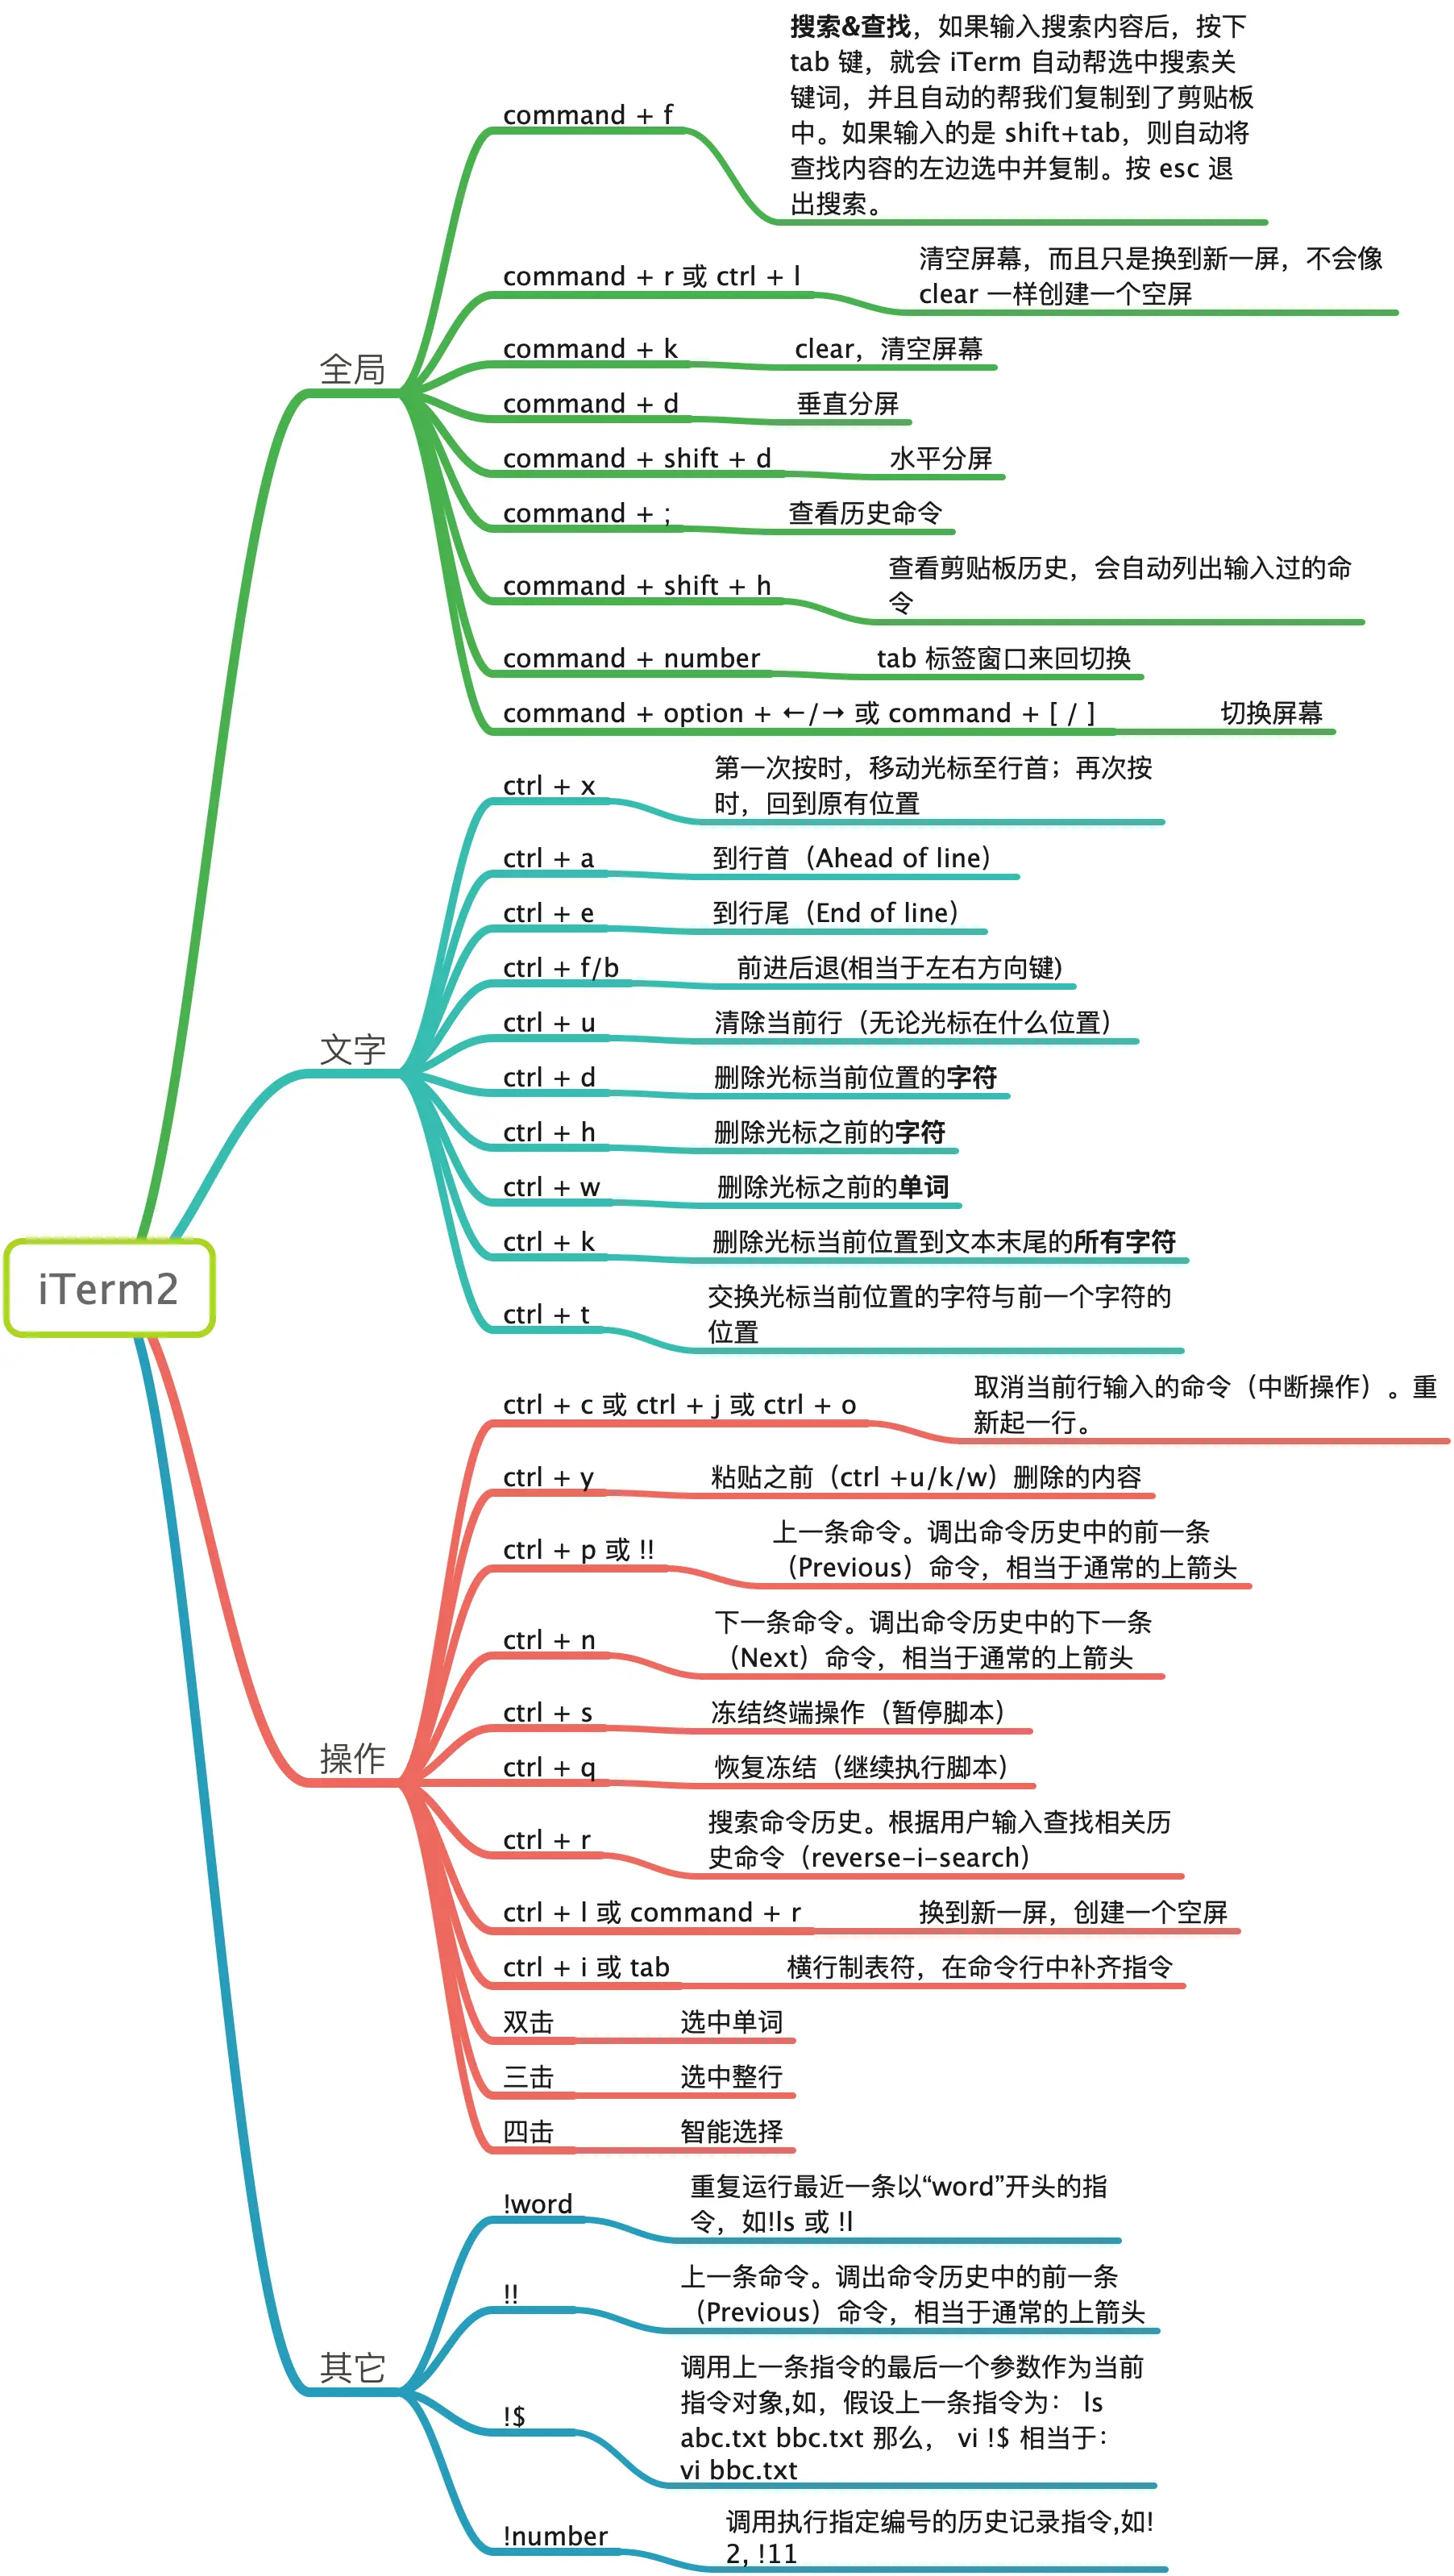 iTerm2
全局
command + f
搜索&查找，如果输入搜索内容后，按下
tab 键，就会 iTerm 自动帮选中搜索关
键词，并且自动的帮我们复制到了剪贴板
中。如果输入的是 shift+tab，则自动将
查找内容的左边选中并复制。按 esc 退
出搜索。
command + r 或 ctrl + l
清空屏幕，而且只是换到新一屏，不会像
clear 一样创建一个空屏
command + k
clear，清空屏幕
command + d
垂直分屏
command + shift + d
水平分屏
command + ;
查看历史命令
command + shift + h
查看剪贴板历史，会自动列出输入过的命
令
command + number
tab 标签窗口来回切换
command + option + ←/→ 或 command + [ / ]
切换屏幕
文字
ctrl + x
第一次按时，移动光标至行首；再次按
时，回到原有位置
ctrl + a
到行首（Ahead of line）
ctrl + e
到行尾（End of line）
ctrl + f/b
前进后退(相当于左右方向键)
ctrl + u
清除当前行（无论光标在什么位置）
ctrl + d
删除光标当前位置的字符
ctrl + h
删除光标之前的字符
ctrl + w
删除光标之前的单词
ctrl + k
删除光标当前位置到文本末尾的所有字符
ctrl + t
交换光标当前位置的字符与前一个字符的
位置
操作
ctrl + c 或 ctrl + j 或 ctrl + o
取消当前行输入的命令（中断操作）。重
新起一行。
ctrl + y
粘贴之前（ctrl +u/k/w）删除的内容
ctrl + p 或 !!
上一条命令。调出命令历史中的前一条
（Previous）命令，相当于通常的上箭头
ctrl + n
下一条命令。调出命令历史中的下一条
（Next）命令，相当于通常的上箭头
ctrl + s
冻结终端操作（暂停脚本）
ctrl + q
恢复冻结（继续执行脚本）
ctrl + r
搜索命令历史。根据用户输入查找相关历
史命令（reverse-i-search）
ctrl + l 或 command + r
换到新一屏，创建一个空屏
ctrl + i 或 tab
横行制表符，在命令行中补齐指令
双击
选中单词
三击
选中整行
四击
智能选择
其它
!word
重复运行最近一条以“word”开头的指
令，如!ls 或 !l
!!
上一条命令。调出命令历史中的前一条
（Previous）命令，相当于通常的上箭头
!$
调用上一条指令的最后一个参数作为当前
指令对象,如，假设上一条指令为： ls
abc.txt bbc.txt 那么， vi !$ 相当于：
vi bbc.txt
!number
调用执行指定编号的历史记录指令,如!
2, !11